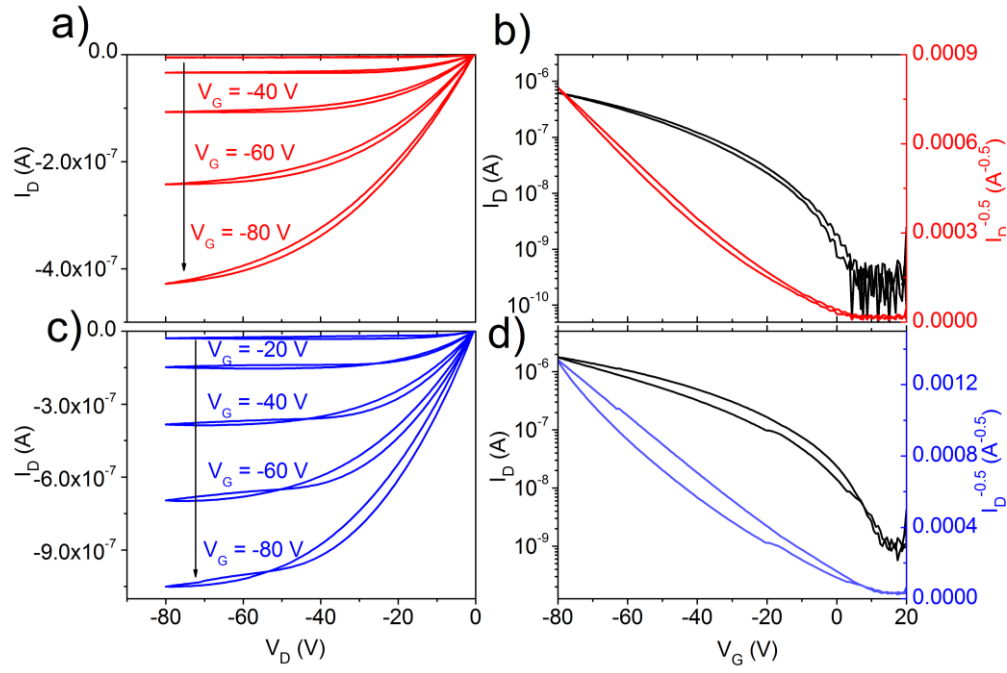 a)
0.0
-2.0x10⁻⁷
-4.0x10⁻⁷
I_D (A)
V_G = -40 V
V_G = -60 V
V_G = -80 V
b)
10⁻⁶
10⁻⁷
10⁻⁸
10⁻⁹
10⁻¹⁰
I_D (A)
0.0009
0.0006
0.0003
0.0000
I_D^-0.5 (A^-0.5)
c)
0.0
-3.0x10⁻⁷
-6.0x10⁻⁷
-9.0x10⁻⁷
I_D (A)
V_G = -20 V
V_G = -40 V
V_G = -60 V
V_G = -80 V
-80 -60 -40 -20 0
V_D (V)
d)
10⁻⁶
10⁻⁷
10⁻⁸
10⁻⁹
I_D (A)
0.0012
0.0008
0.0004
0.0000
I_D^-0.5 (A^-0.5)
-80 -60 -40 -20 0 20
V_G (V)